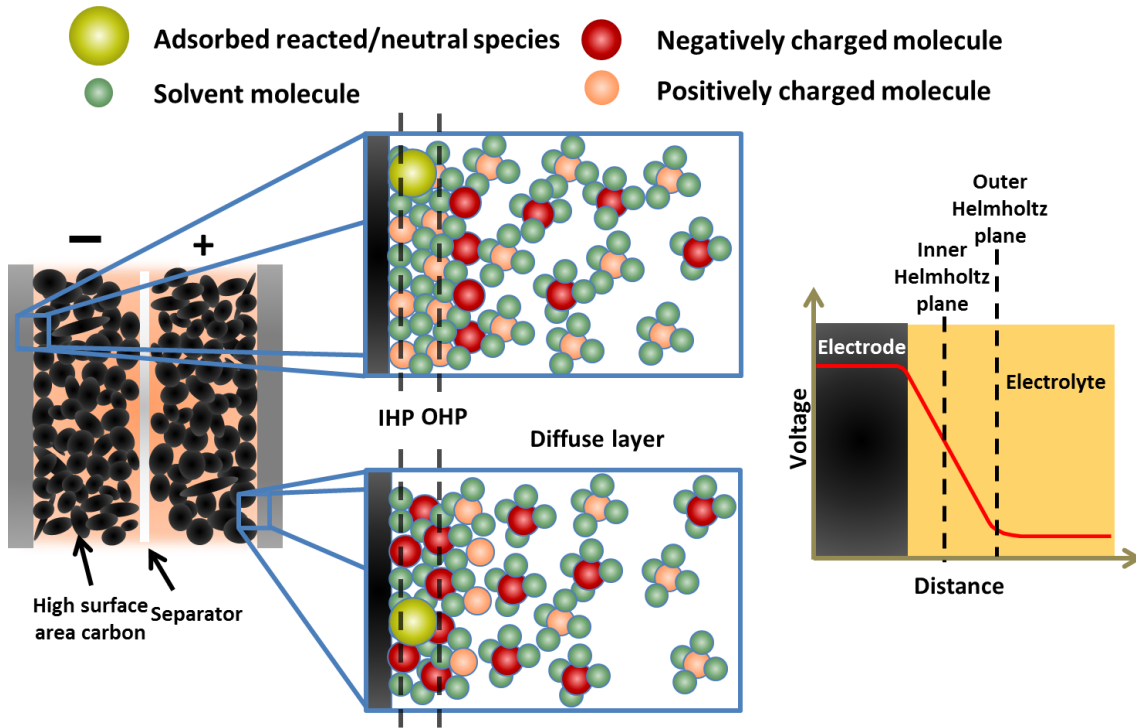 Adsorbed reacted/neutral species
Negatively charged molecule
Solvent molecule
Positively charged molecule
−
+
IHP
OHP
Diffuse layer
High surface
area carbon
Separator
Outer
Helmholtz
plane
Inner
Helmholtz
plane
Electrode
Electrolyte
Voltage
Distance